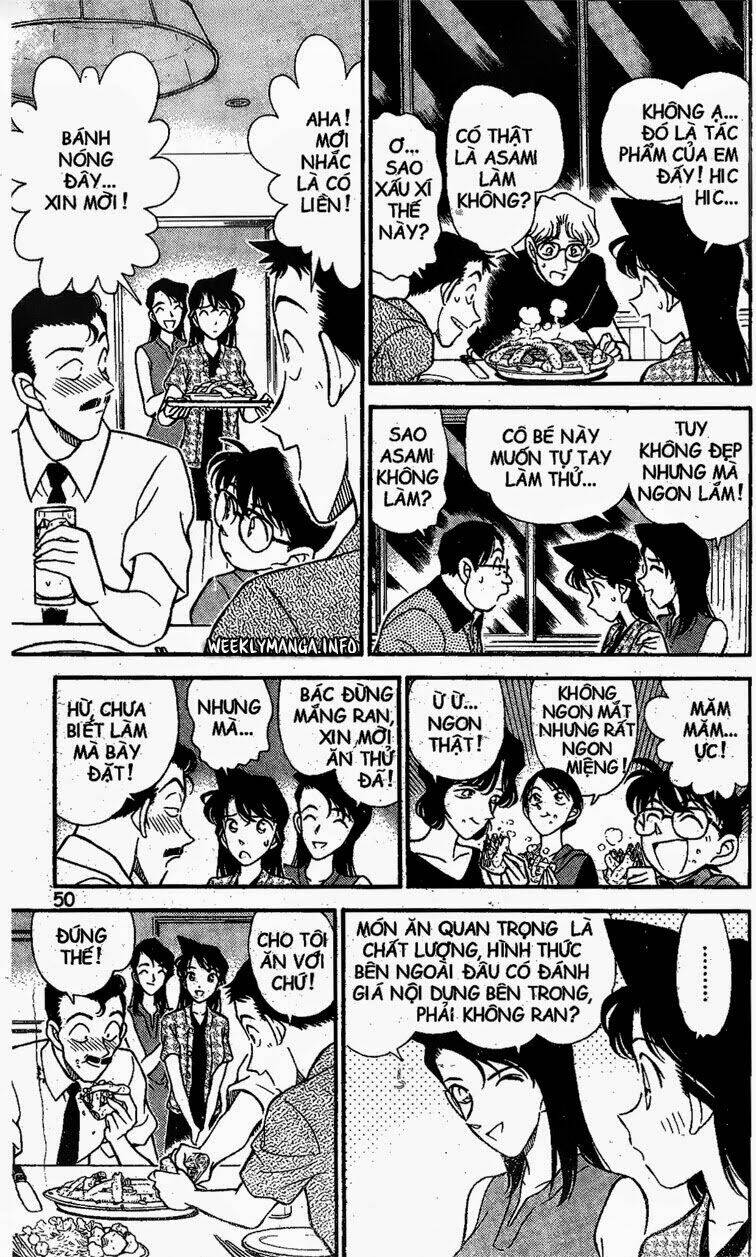 BÁNH
NÓNG
ĐÂY...
XIN MỜI!
AHA!
MỚI
NHẮC
LÀ CÓ
LIỀN!
Ơ...
SAO
XẤU XÍ
THẾ
NÀY?
CÓ THẬT
LÀ ASAMI
LÀM
KHÔNG?
KHÔNG Ạ...
ĐÓ LÀ TÁC
PHẨM CỦA EM
ĐẤY! HIC
HIC...
SAO
ASAMI
KHÔNG
LÀM?
CÔ BÉ NÀY
MUỐN TỰ TAY
LÀM THỬ...
TUY
KHÔNG ĐẸP
NHƯNG MÀ
NGON LẮM!
WEEKLYMANGA.INFO
HỪ, CHƯA
BIẾT LÀM
MÀ BÀY
ĐẶT!
NHƯNG
MÀ...
BÁC ĐỪNG
MẮNG RAN,
XIN MỜI
ĂN THỬ
ĐÃ!
Ừ Ừ...
NGON
THẬT!
KHÔNG
NGON MẮT
NHƯNG RẤT
NGON
MIỆNG!
MĂM
MĂM...
ỰC!
50
ĐÚNG
THẾ!
CHO TÔI
ĂN VỚI
CHỨ!
MÓN ĂN QUAN TRỌNG LÀ
CHẤT LƯỢNG, HÌNH THỨC
BÊN NGOÀI ĐÂU CÓ ĐÁNH
GIÁ NỘI DUNG BÊN TRONG,
PHẢI KHÔNG RAN?
........